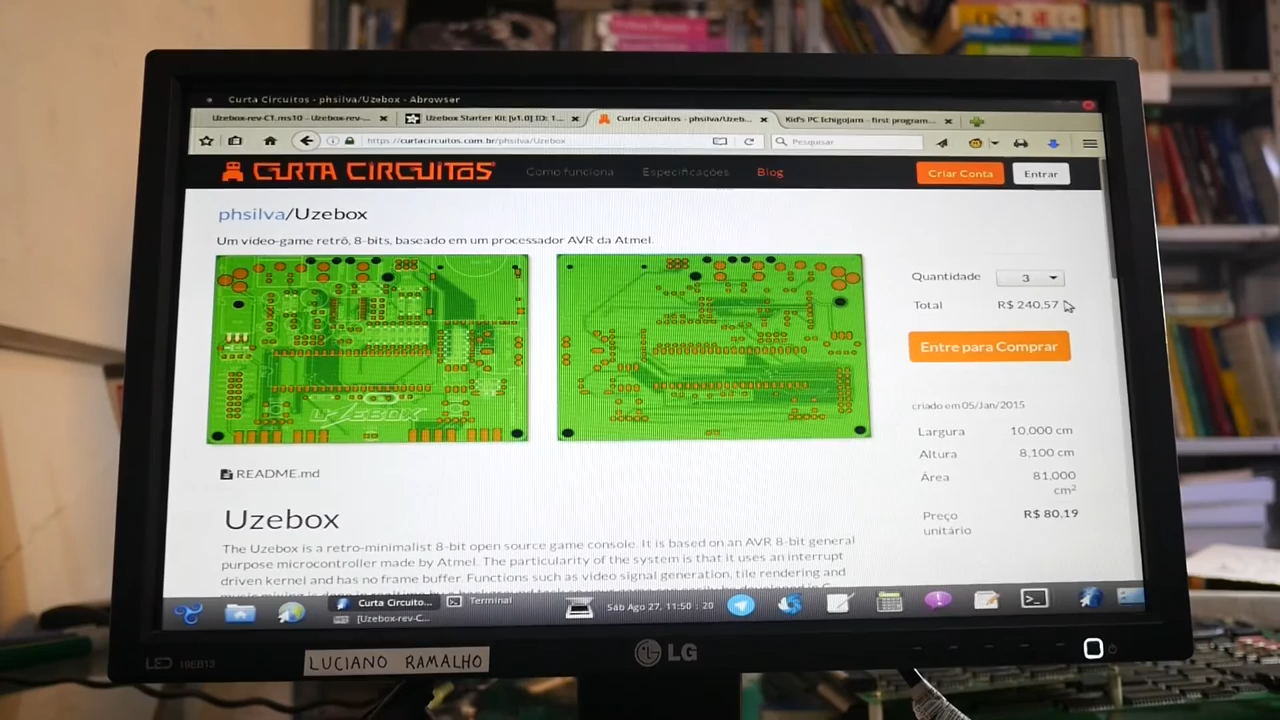 Curta Circuitos - phsilva/Uzebox - Abrowser
Uzebox-rev-C1.ms10 - Uzebox-rev-...
Uzebox Starter Kit [v1.0] ID: 1...
Curta Circuitos - phsilva/Uzeb...
Kid's PC IchigoJam - first program...
https://curtacircuitos.com.br/phsilva/Uzebox
Pesquisar
CURTA CIRCUITOS
Como funciona
Especificações
Blog
Criar Conta
Entrar
phsilva/Uzebox
Um vídeo-game retrô, 8-bits, baseado em um processador AVR da Atmel.
UZEBOX
Quantidade 3
Total R$ 240,57
Entre para Comprar
criado em 05/Jan/2015
Largura 10,000 cm
Altura 8,100 cm
Área 81,000 cm²
Preço unitário R$ 80,19
README.md
Uzebox
The Uzebox is a retro-minimalist 8-bit open source game console. It is based on an AVR 8-bit general
purpose microcontroller made by Atmel. The particularity of the system is that it uses an interrupt
driven kernel and has no frame buffer. Functions such as video signal generation, tile rendering and
Curta Circuito...
Terminal
[Uzebox-rev-C...
Sáb Ago 27, 11:50 : 20
LED 19EB13
LUCIANO RAMALHO
LG